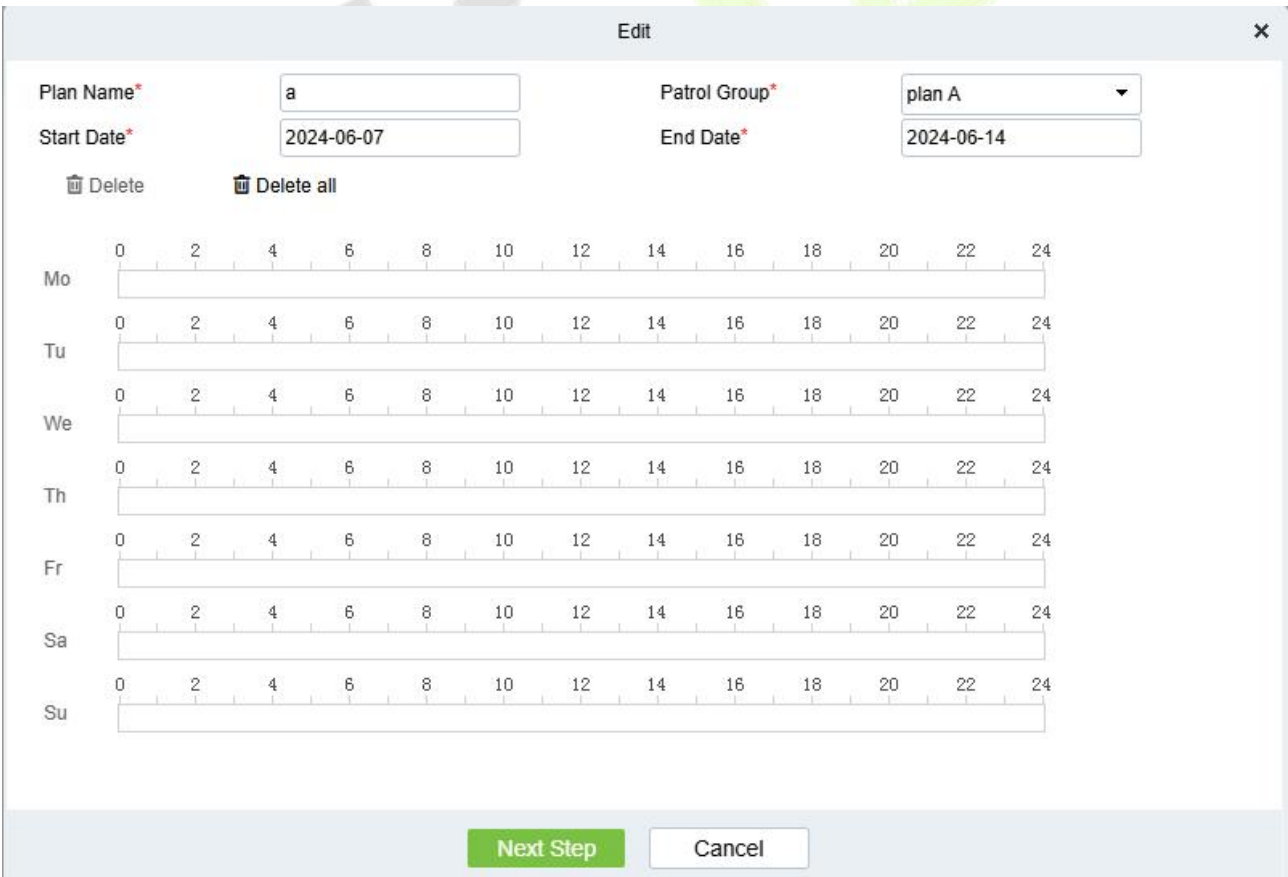 Edit ×
Plan Name* a Patrol Group* plan A
Start Date* 2024-06-07 End Date* 2024-06-14
Delete Delete all
0 2 4 6 8 10 12 14 16 18 20 22 24
Mo
0 2 4 6 8 10 12 14 16 18 20 22 24
Tu
0 2 4 6 8 10 12 14 16 18 20 22 24
We
0 2 4 6 8 10 12 14 16 18 20 22 24
Th
0 2 4 6 8 10 12 14 16 18 20 22 24
Fr
0 2 4 6 8 10 12 14 16 18 20 22 24
Sa
0 2 4 6 8 10 12 14 16 18 20 22 24
Su
Next Step Cancel